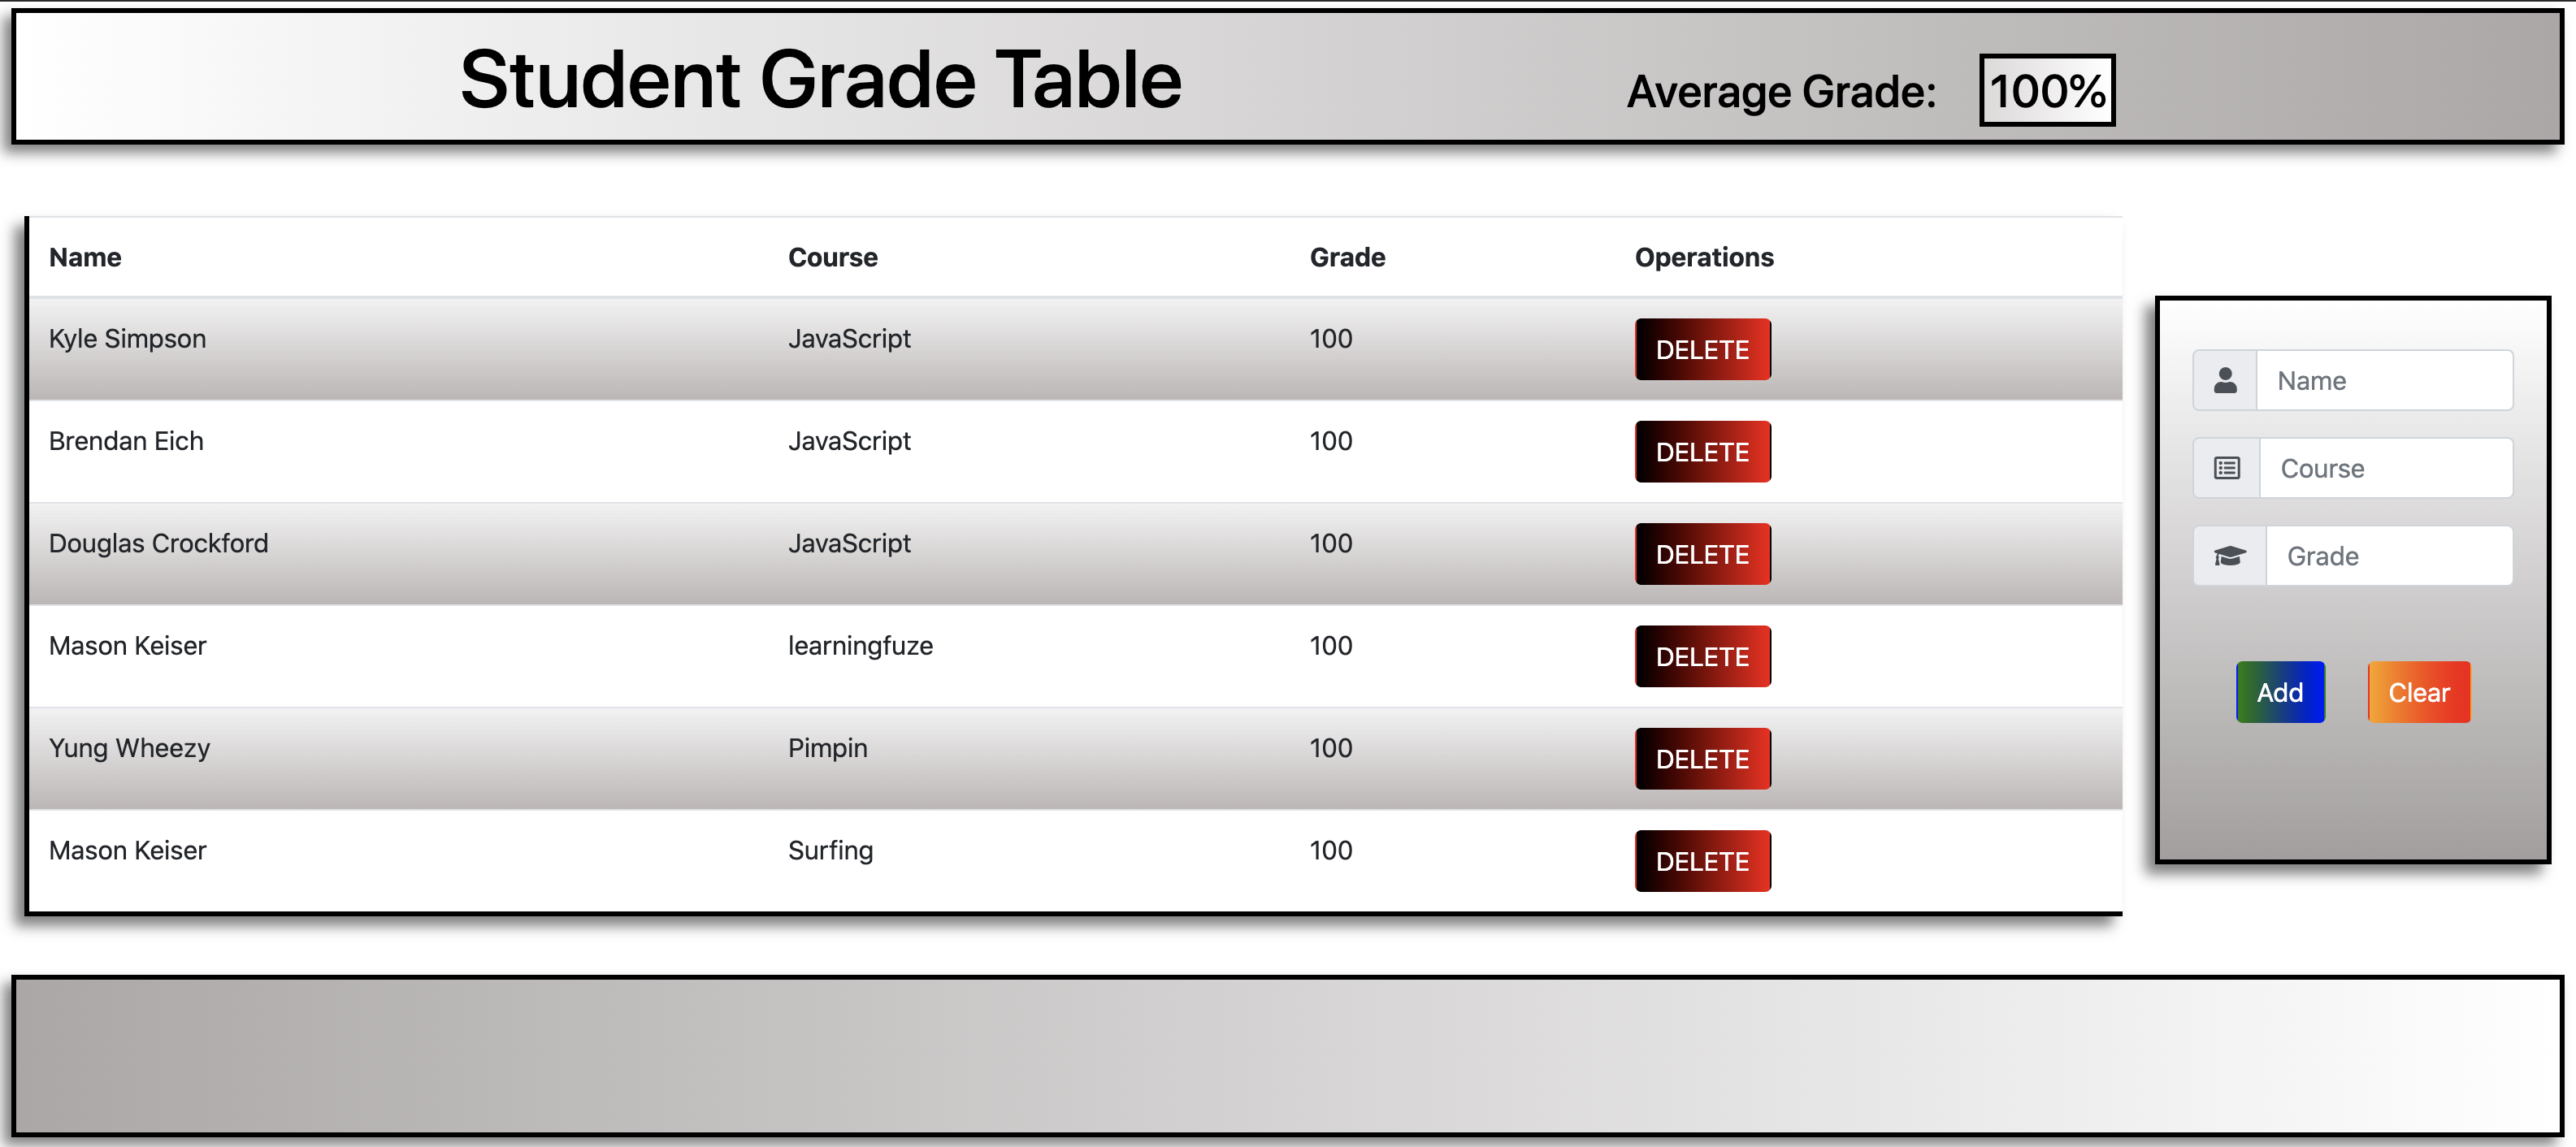 Student Grade Table
Average Grade: 100%
Name Course Grade Operations
Kyle Simpson JavaScript 100 DELETE
Brendan Eich JavaScript 100 DELETE
Douglas Crockford JavaScript 100 DELETE
Mason Keiser learningfuze 100 DELETE
Yung Wheezy Pimpin 100 DELETE
Mason Keiser Surfing 100 DELETE
Name
Course
Grade
Add Clear